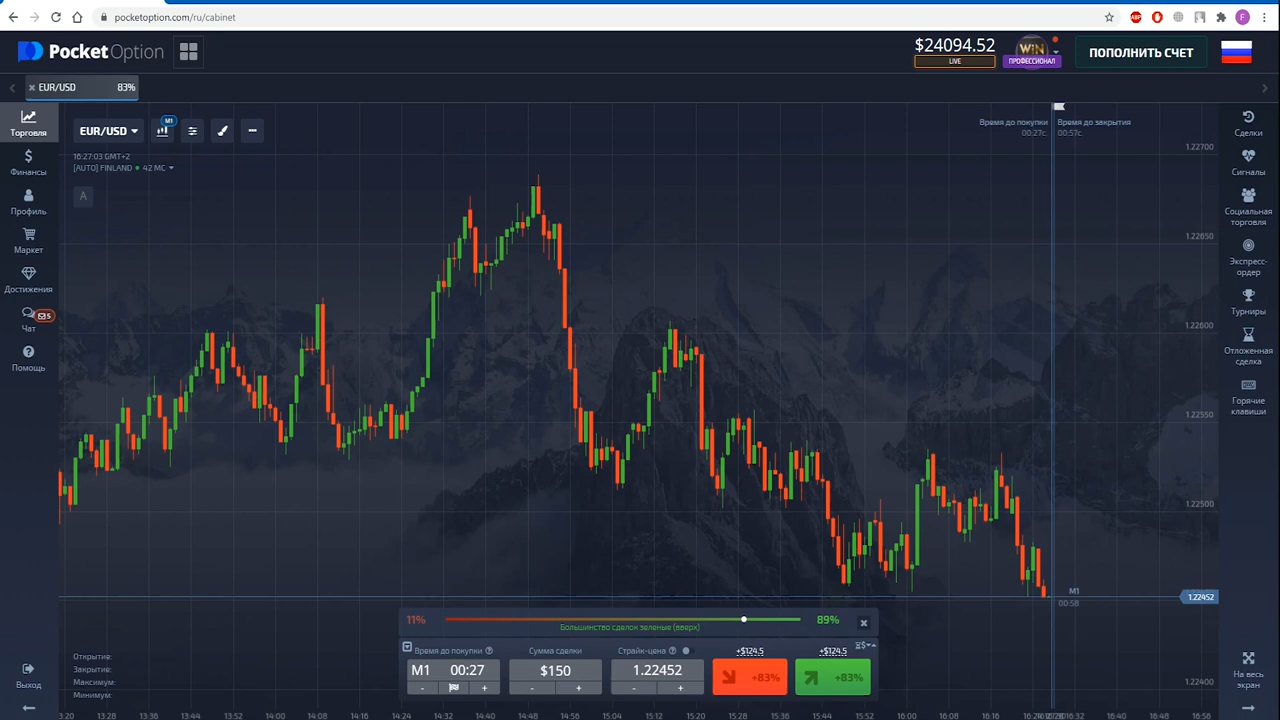 pocketoption.com/ru/cabinet
ABP
F
PocketOption
$24094.52
LIVE
WIN
ПРОФЕССИОНАЛ
ПОПОЛНИТЬ СЧЕТ
EUR/USD 83%
Торговля
Финансы
Профиль
Маркет
Достижения
5
Чат
Помощь
Выход
EUR/USD
M1
16:27:03 GMT+2
[AUTO] FINLAND 42 МС
A
Время до покупки
00:27с.
Время до закрытия
00:57с.
1.22700
1.22650
1.22600
1.22550
1.22500
1.22452
1.22400
M1
00:58
Сделки
Сигналы
Социальная
торговля
Экспресс-
ордер
Турниры
Отложенная
сделка
Горячие
клавиши
На весь
экран
11%
Большинство сделок зеленые (вверх)
89%
Время до покупки
M1 00:27
- +
Сумма сделки
$150
- +
Страйк-цена
1.22452
- +
+$124.5
+83%
+$124.5
+83%
Открытие:
Закрытие:
Максимум:
Минимум:
3:20 13:28 13:36 13:44 13:52 14:00 14:08 14:16 14:24 14:32 14:40 14:48 14:56 15:04 15:12 15:20 15:28 15:36 15:44 15:52 16:00 16:08 16:16 16:32 16:40 16:48 16:56